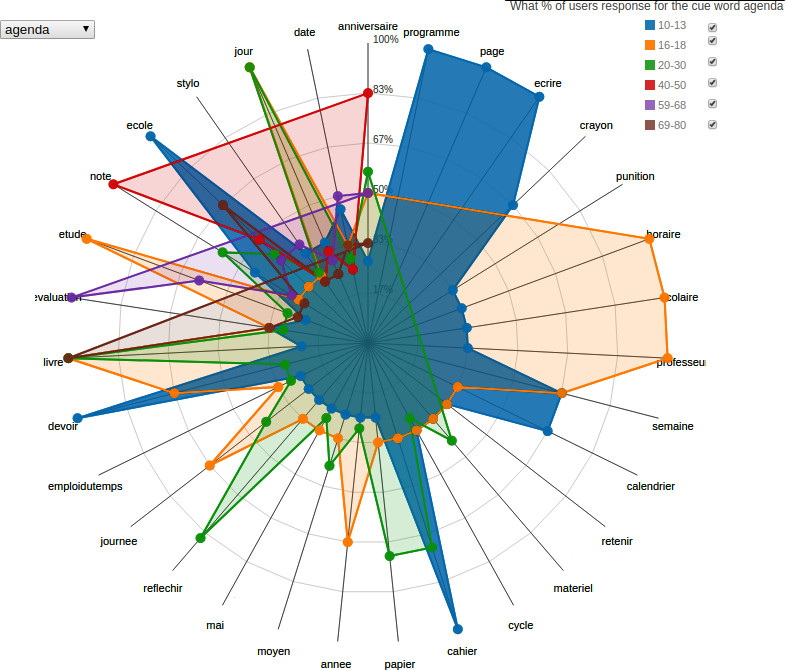 What % of users response for the cue word agenda
agenda
10-13
16-18
20-30
40-50
59-68
69-80
anniversaire
programme
page
ecrire
crayon
punition
horaire
colaire
professeur
semaine
calendrier
retenir
materiel
cycle
cahier
papier
annee
moyen
mai
reflechir
journee
emploidutemps
devoir
livre
evaluation
etude
note
ecole
stylo
jour
date
100%
83%
67%
50%
33%
17%